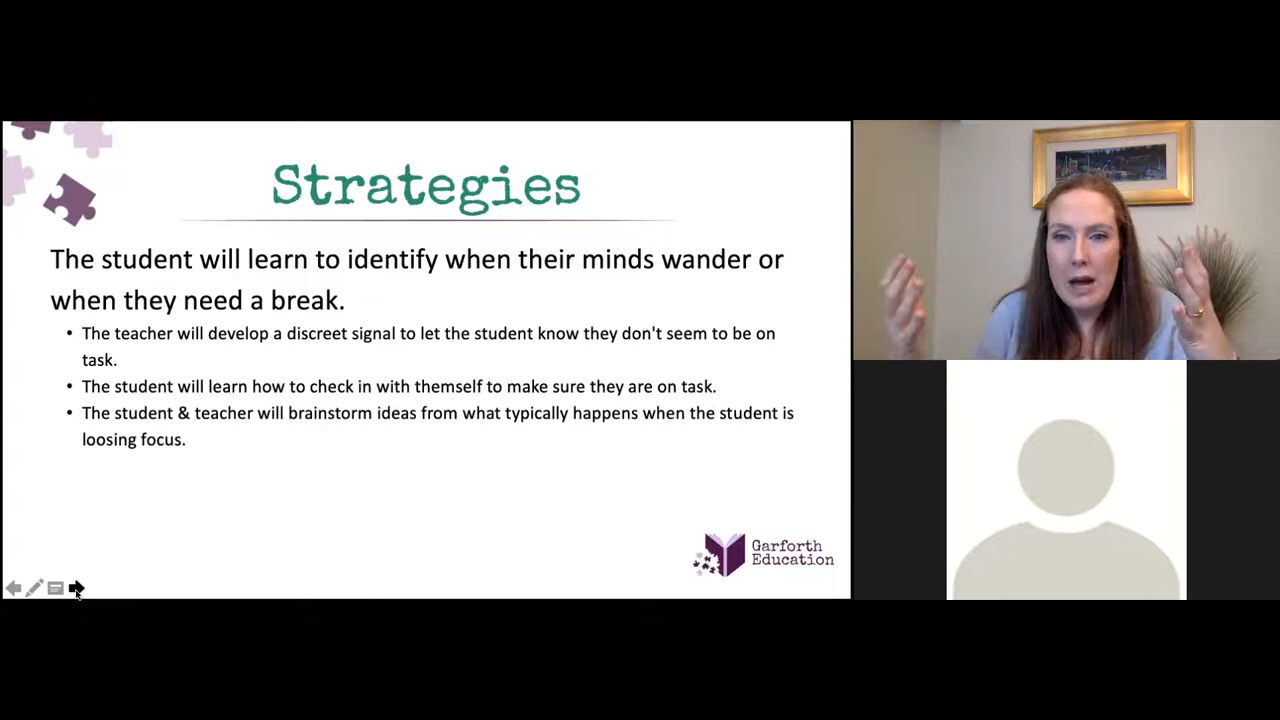 Strategies
The student will learn to identify when their minds wander or
when they need a break.
• The teacher will develop a discreet signal to let the student know they don't seem to be on
task.
• The student will learn how to check in with themself to make sure they are on task.
• The student & teacher will brainstorm ideas from what typically happens when the student is
loosing focus.
Garforth
Education